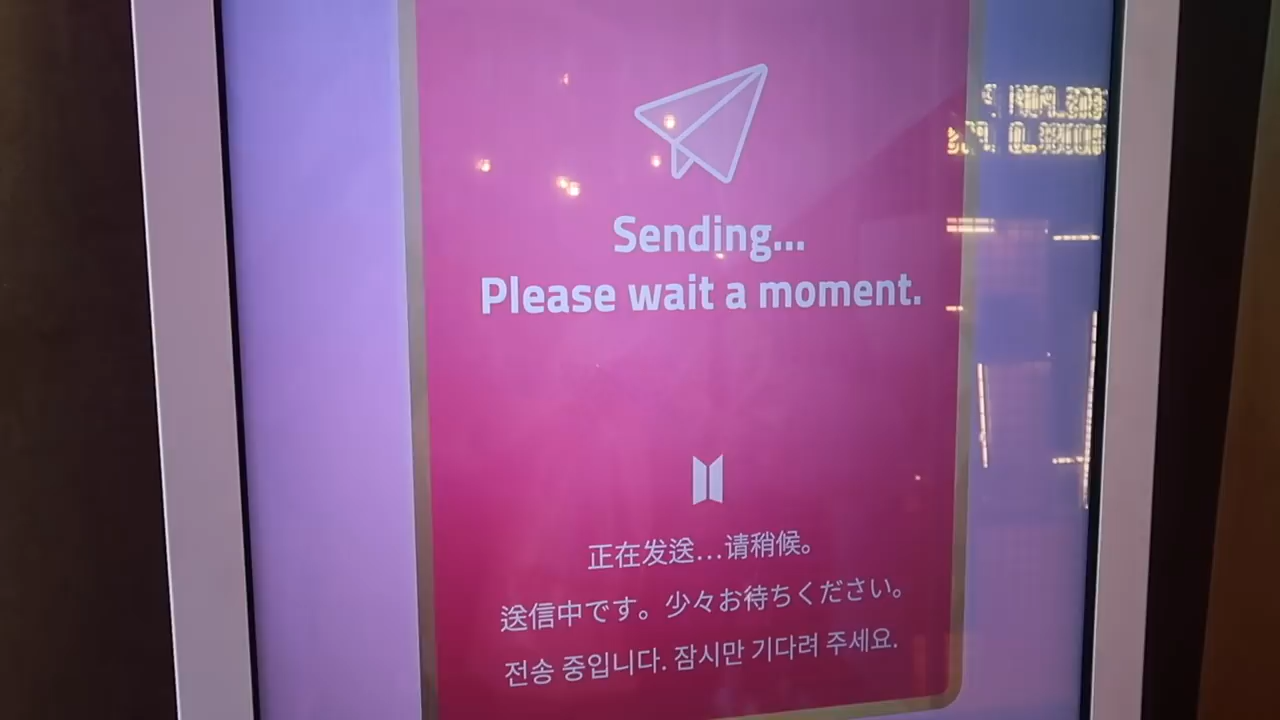 Sending...
Please wait a moment.
正在发送...请稍候。
送信中です。少々お待ちください。
전송 중입니다. 잠시만 기다려 주세요.